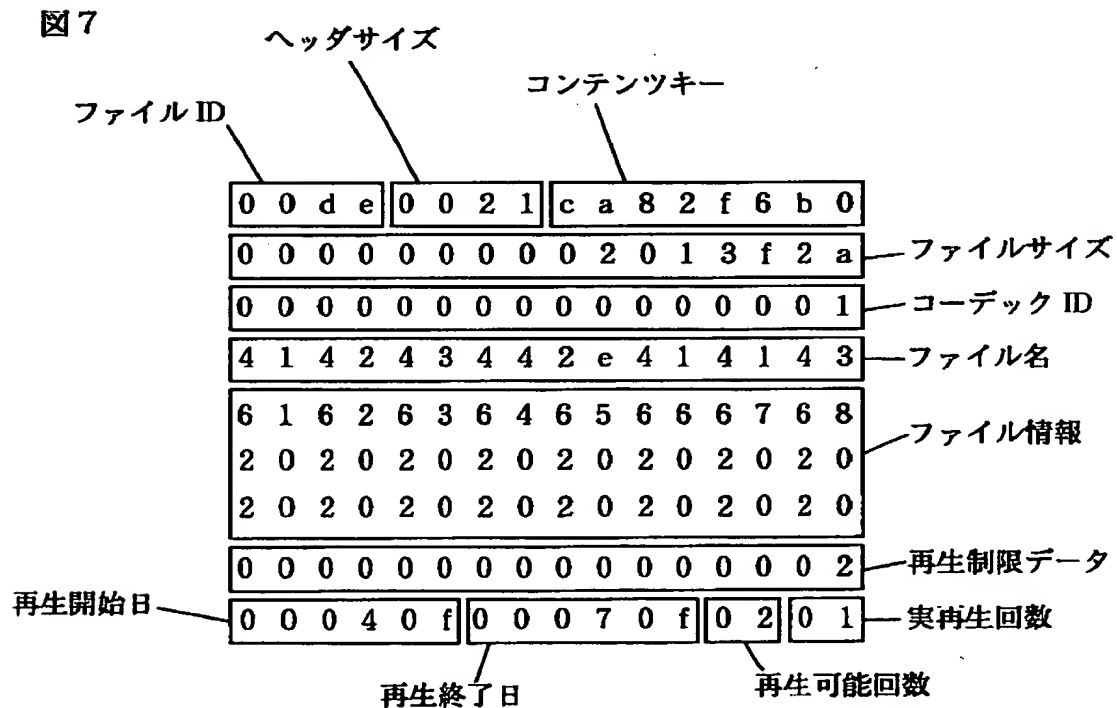 図7
ヘッダサイズ
コンテンツキー
ファイルID
0 0 d e 0 0 2 1 c a 8 2 f 6 b 0
0 0 0 0 0 0 0 0 0 2 0 1 3 f 2 a
ファイルサイズ
0 0 0 0 0 0 0 0 0 0 0 0 0 0 0 1
コーデックID
4 1 4 2 4 3 4 4 2 e 4 1 4 1 4 3
ファイル名
6 1 6 2 6 3 6 4 6 5 6 6 6 7 6 8
2 0 2 0 2 0 2 0 2 0 2 0 2 0 2 0
ファイル情報
2 0 2 0 2 0 2 0 2 0 2 0 2 0 2 0
0 0 0 0 0 0 0 0 0 0 0 0 0 0 0 2
再生制限データ
再生開始日
0 0 0 4 0 f 0 0 0 7 0 f 0 2 0 1
実再生回数
再生終了日
再生可能回数